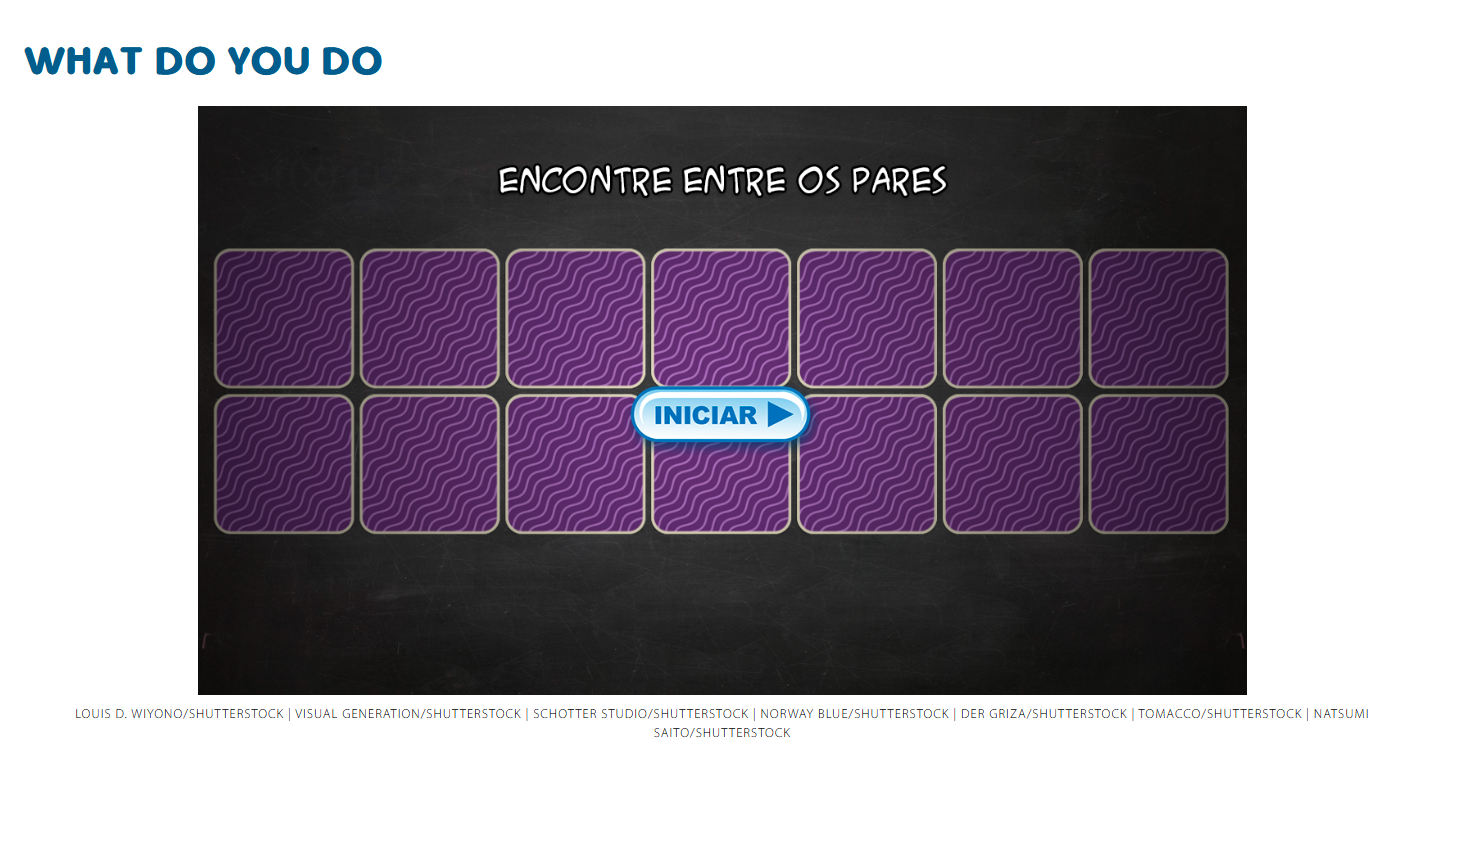 WHAT DO YOU DO
ENCONTRE ENTRE OS PARES
INICIAR
LOUIS D. WIYONO/SHUTTERSTOCK | VISUAL GENERATION/SHUTTERSTOCK | SCHOTTER STUDIO/SHUTTERSTOCK | NORWAY BLUE/SHUTTERSTOCK | DER GRIZA/SHUTTERSTOCK | TOMACCO/SHUTTERSTOCK | NATSUMI
SAITO/SHUTTERSTOCK